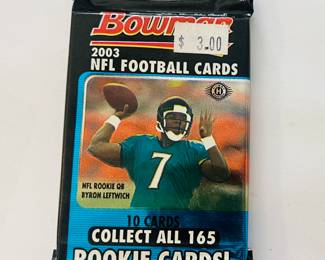 Bowman
$ 3.00
2003
NFL FOOTBALL CARDS
7
NFL ROOKIE QB
BYRON LEFTWICH
10 CARDS
COLLECT ALL 165
ROOKIE CARDS!